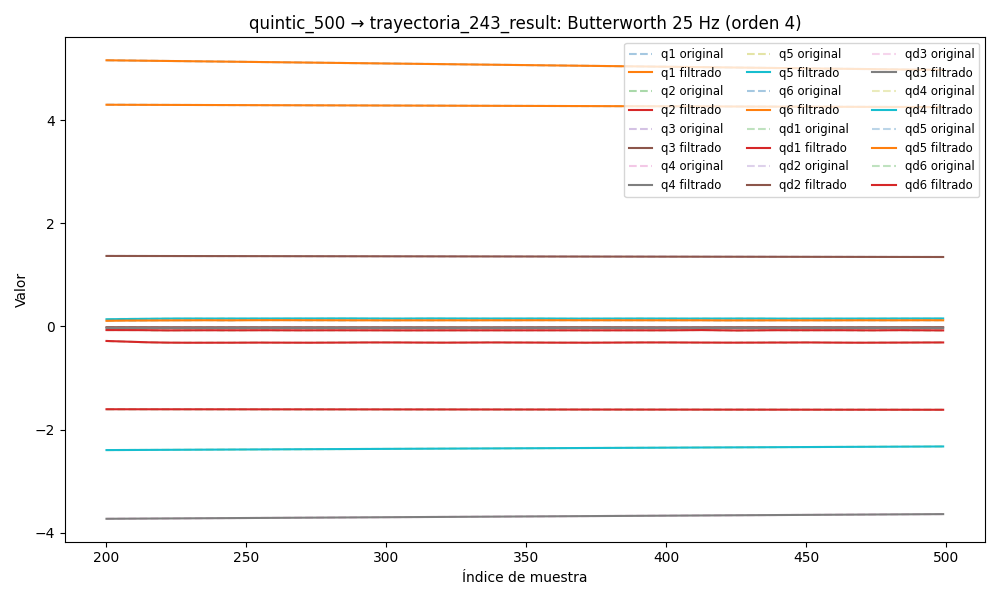 quintic_500 → trayectoria_243_result: Butterworth 25 Hz (orden 4)
q1 original
q1 filtrado
q2 original
q2 filtrado
q3 original
q3 filtrado
q4 original
q4 filtrado
q5 original
q5 filtrado
q6 original
q6 filtrado
qd1 original
qd1 filtrado
qd2 original
qd2 filtrado
qd3 original
qd3 filtrado
qd4 original
qd4 filtrado
qd5 original
qd5 filtrado
qd6 original
qd6 filtrado
Valor
4
2
0
−2
−4
200
250
300
350
400
450
500
Índice de muestra